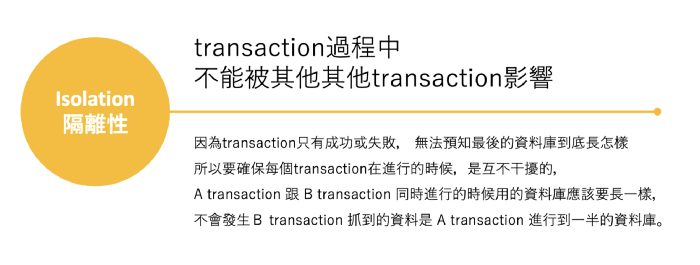 Isolation
隔離性
transaction過程中
不能被其他其他transaction影響
因為transaction只有成功或失敗， 無法預知最後的資料庫到底長怎樣
所以要確保每個transaction在進行的時候，是互不干擾的，
A transaction 跟 B transaction 同時進行的時候用的資料庫應該要長一樣，
不會發生Ｂ transaction 抓到的資料是 A transaction 進行到一半的資料庫。